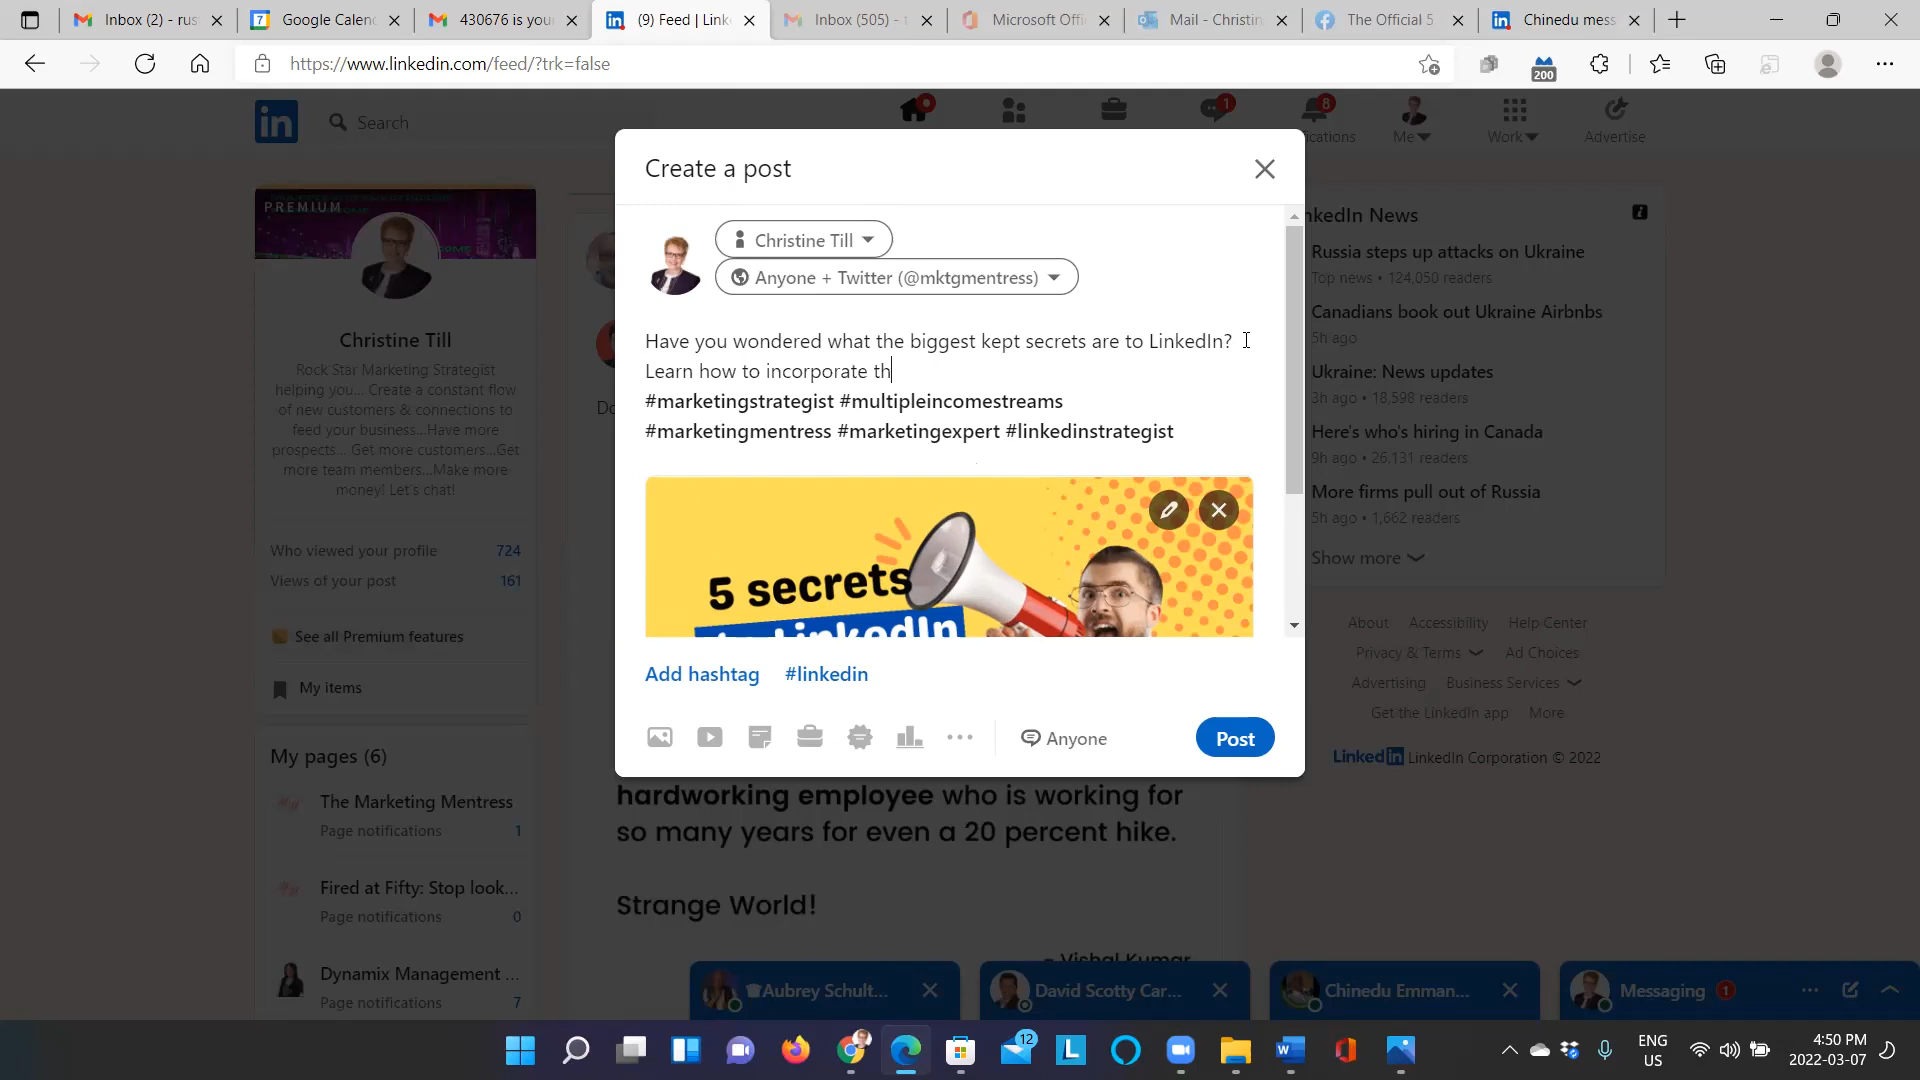 Inbox (2) - rus
Google Calen
430676 is you
(9) Feed | Link
Inbox (505) - t
Microsoft Offi
Mail - Christin
The Official 5
Chinedu mess
https://www.linkedin.com/feed/?trk=false
200
in
Search
1
8
ications
Me
Work
Advertise
Create a post
Christine Till
Anyone + Twitter (@mktgmentress)
Have you wondered what the biggest kept secrets are to LinkedIn?
Learn how to incorporate th
#marketingstrategist #multipleincomestreams
#marketingmentress #marketingexpert #linkedinstrategist
5 secrets
LinkedIn
Add hashtag
#linkedin
Anyone
Post
PREMIUM
Christine Till
Rock Star Marketing Strategist
helping you... Create a constant flow
of new customers & connections to
feed your business...Have more
prospects... Get more customers...Get
more team members...Make more
money! Let's chat!
Who viewed your profile 724
Views of your post 161
See all Premium features
My items
My pages (6)
The Marketing Mentress
Page notifications 1
Fired at Fifty: Stop look...
Page notifications 0
Dynamix Management ...
Page notifications 7
Do
nkedIn News
Russia steps up attacks on Ukraine
Top news • 124,050 readers
Canadians book out Ukraine Airbnbs
5h ago
Ukraine: News updates
3h ago • 18,598 readers
Here's who's hiring in Canada
9h ago • 26,131 readers
More firms pull out of Russia
5h ago • 1,662 readers
Show more
About Accessibility Help Center
Privacy & Terms Ad Choices
Advertising Business Services
Get the LinkedIn app More
LinkedIn LinkedIn Corporation © 2022
hardworking employee who is working for
so many years for even a 20 percent hike.
Strange World!
- Vishal Kumar
Aubrey Schult...
David Scotty Car...
Chinedu Emman...
Messaging 1
12
L
ENG
US
4:50 PM
2022-03-07